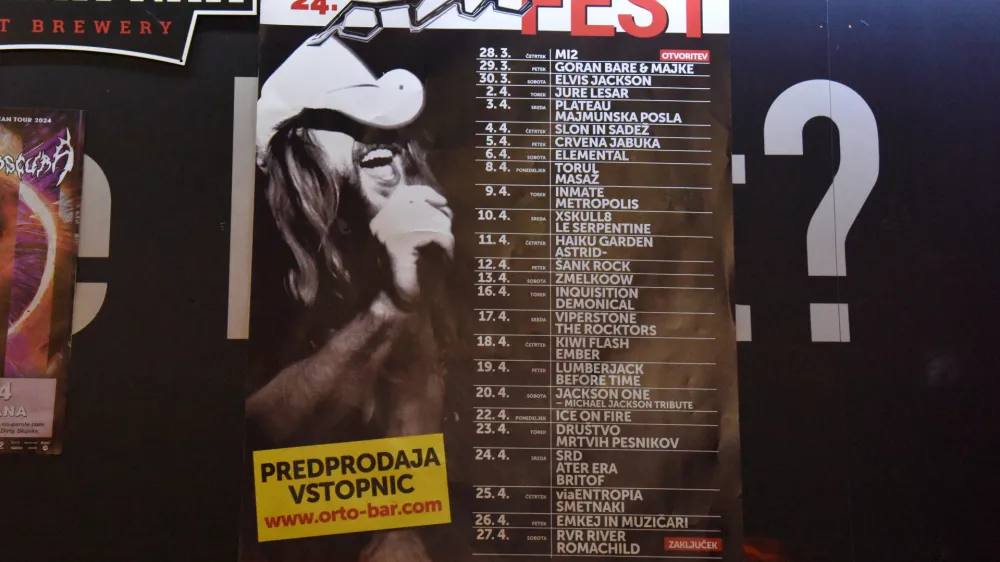 T BREWERY
24.
FEST
28. 3. ČETRTEK MI2 OTVORITEV
29. 3. PETEK GORAN BARE & MAJKE
30. 3. SOBOTA ELVIS JACKSON
2. 4. TOREK JURE LESAR
3. 4. SREDA PLATEAU
MAJMUNSKA POSLA
4. 4. ČETRTEK SLON IN SADEŽ
5. 4. PETEK CRVENA JABUKA
6. 4. SOBOTA ELEMENTAL
8. 4. PONEDELJEK TORUL
MASAŽ
9. 4. TOREK INMATE
METROPOLIS
10. 4. SREDA XSKULL8
LE SERPENTINE
11. 4. ČETRTEK HAIKU GARDEN
ASTRID-
12. 4. PETEK ŠANK ROCK
13. 4. SOBOTA ZMELKOOW
16. 4. TOREK INQUISITION
DEMONICAL
17. 4. SREDA VIPERSTONE
THE ROCKTORS
18. 4. ČETRTEK KIWI FLASH
EMBER
19. 4. PETEK LUMBERJACK
BEFORE TIME
20. 4. SOBOTA JACKSON ONE
– MICHAEL JACKSON TRIBUTE
22. 4. PONEDELJEK ICE ON FIRE
23. 4. TOREK DRUŠTVO
MRTVIH PESNIKOV
24. 4. SREDA SRD
ATER ERA
BRITOF
25. 4. ČETRTEK viaENTROPIA
SMETNAKI
26. 4. PETEK EMKEJ IN MUZIČARI
27. 4. SOBOTA RVR RIVER
ROMACHILD ZAKLJUČEK
PREDPRODAJA
VSTOPNIC
www.orto-bar.com
AN TOUR 2024
OBSCURA
4
ANA
?